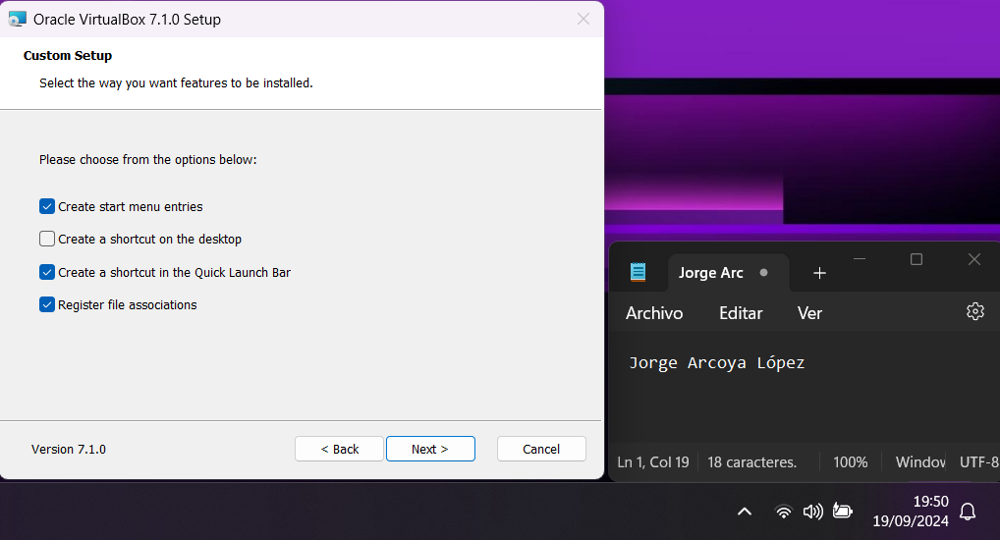 Oracle VirtualBox 7.1.0 Setup
Custom Setup
Select the way you want features to be installed.
Please choose from the options below:
Create start menu entries
Create a shortcut on the desktop
Create a shortcut in the Quick Launch Bar
Register file associations
Version 7.1.0
< Back
Next >
Cancel
Jorge Arc
Archivo
Editar
Ver
Jorge Arcoya López
Ln 1, Col 19
18 caracteres.
100%
Window
UTF-8
19:50
19/09/2024